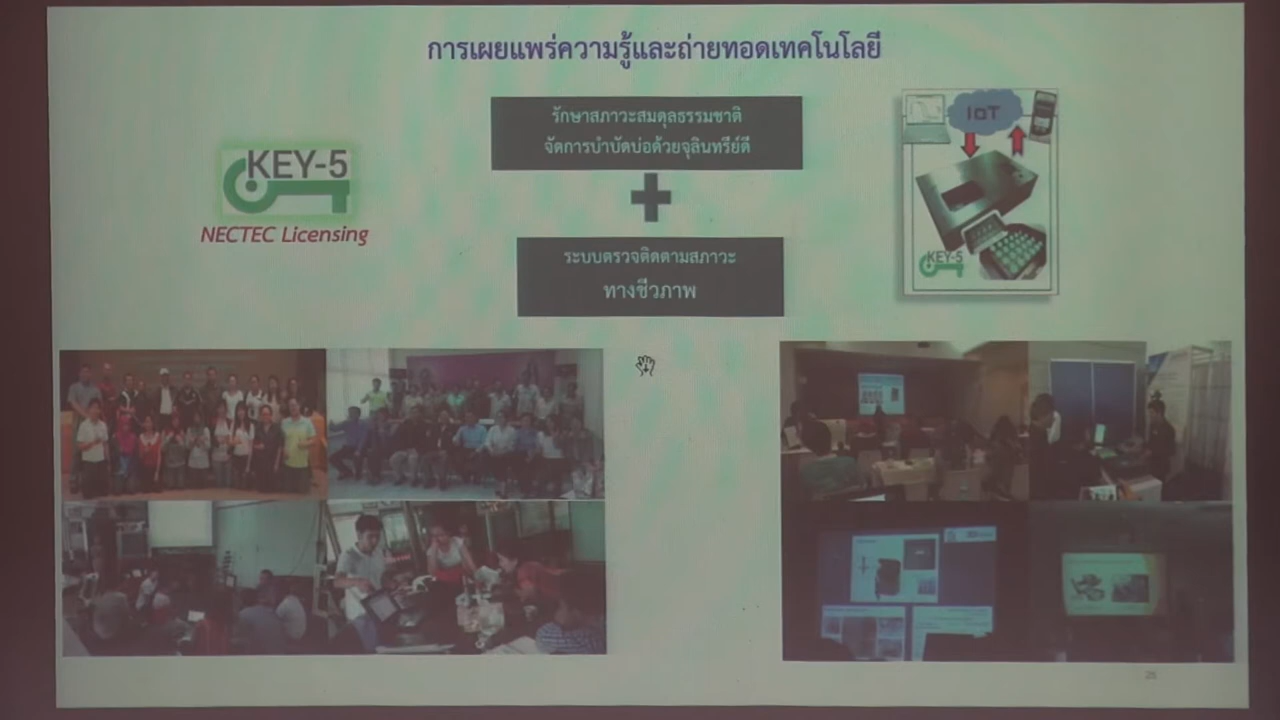 การเผยแพร่ความรู้และถ่ายทอดเทคโนโลยี
รักษาสภาวะสมดุลธรรมชาติ
จัดการบำบัดบ่อด้วยจุลินทรีย์ดี
IoT
KEY-5
NECTEC Licensing
ระบบตรวจติดตามสภาวะ
ทางชีวภาพ
KEY-5
25